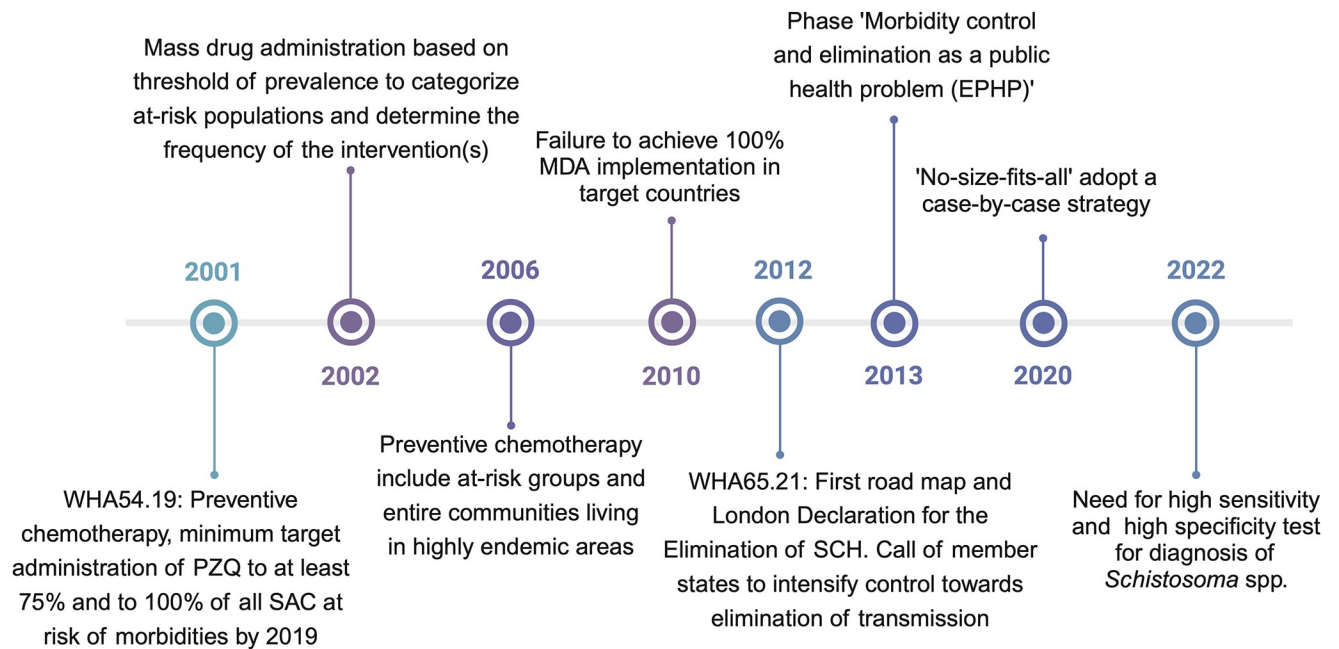 2001
WHA54.19: Preventive
chemotherapy, minimum target
administration of PZQ to at least
75% and to 100% of all SAC at
risk of morbidities by 2019
Mass drug administration based on
threshold of prevalence to categorize
at-risk populations and determine the
frequency of the intervention(s)
2002
2006
Preventive chemotherapy
include at-risk groups and
entire communities living
in highly endemic areas
Failure to achieve 100%
MDA implementation in
target countries
2010
2012
WHA65.21: First road map and
London Declaration for the
Elimination of SCH. Call of member
states to intensify control towards
elimination of transmission
Phase 'Morbidity control
and elimination as a public
health problem (EPHP)'
2013
'No-size-fits-all' adopt a
case-by-case strategy
2020
2022
Need for high sensitivity
and high specificity test
for diagnosis of
Schistosoma spp.